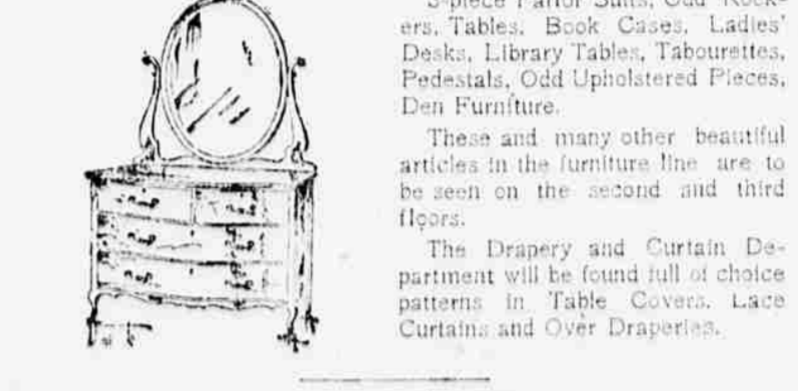 3-piece Parlor Suits, Odd Rock-
ers, Tables, Book Cases, Ladies'
Desks, Library Tables, Tabourettes,
Pedestals, Odd Upholstered Pieces,
Den Furniture.
These and many other beautiful
articles in the furniture line are to
be seen on the second and third
floors.
The Drapery and Curtain De-
partment will be found full of choice
patterns in Table Covers, Lace
Curtains and Over Draperies.